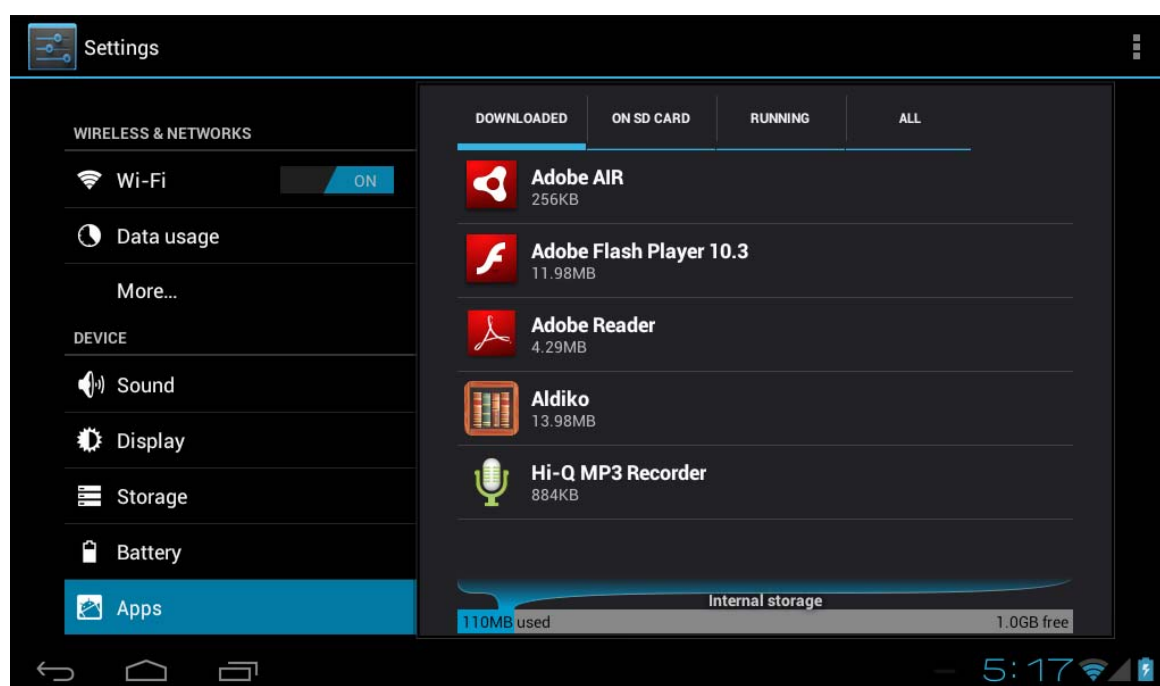 Settings
WIRELESS & NETWORKS
Wi-Fi ON
Data usage
More...
DEVICE
Sound
Display
Storage
Battery
Apps
DOWNLOADED ON SD CARD RUNNING ALL
Adobe AIR
256KB
Adobe Flash Player 10.3
11.98MB
Adobe Reader
4.29MB
Aldiko
13.98MB
Hi-Q MP3 Recorder
884KB
Internal storage
110MB used 1.0GB free
5:17